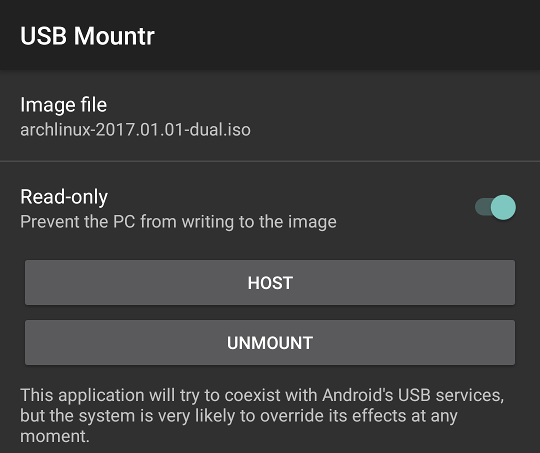 USB Mountr
Image file
archlinux-2017.01.01-dual.iso
Read-only
Prevent the PC from writing to the image
HOST
UNMOUNT
This application will try to coexist with Android's USB services,
but the system is very likely to override its effects at any
moment.